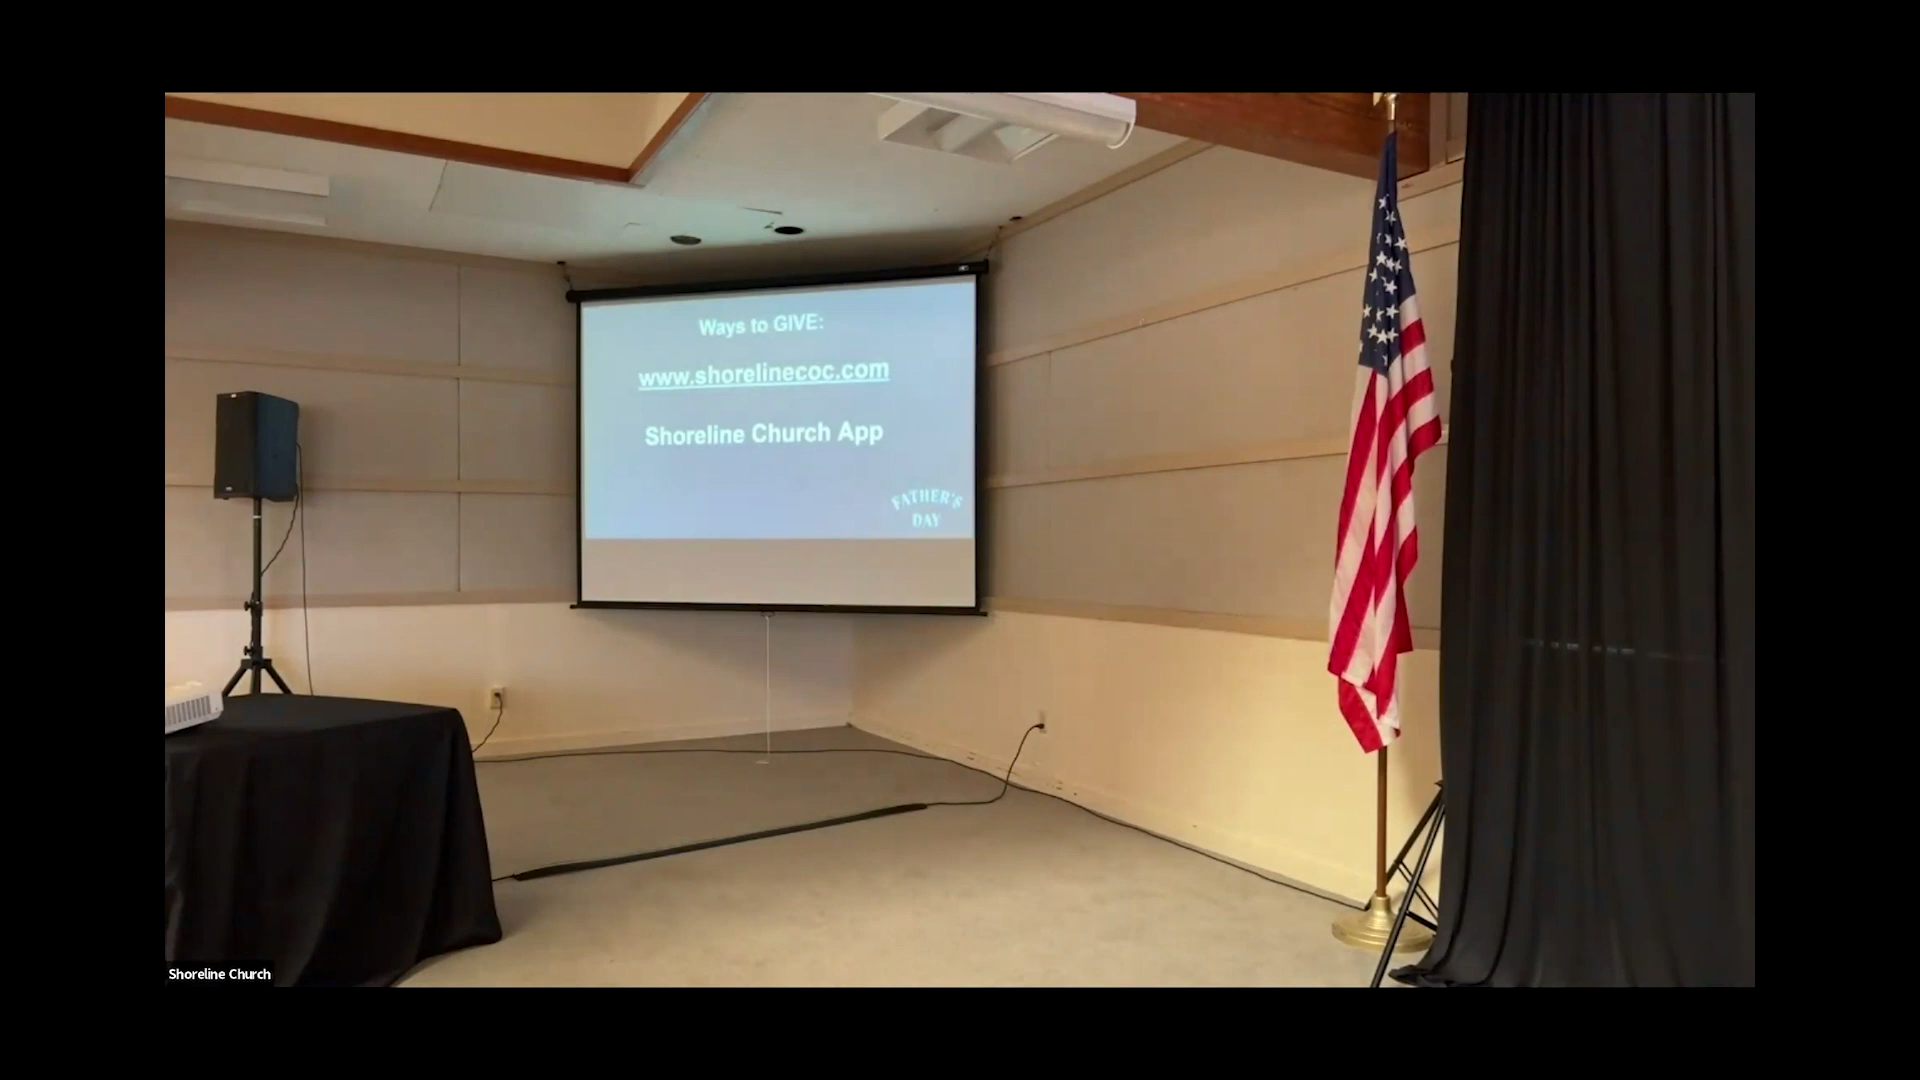 Ways to GIVE:
www.shorelinecoc.com
Shoreline Church App
FATHER'S
DAY
Shoreline Church